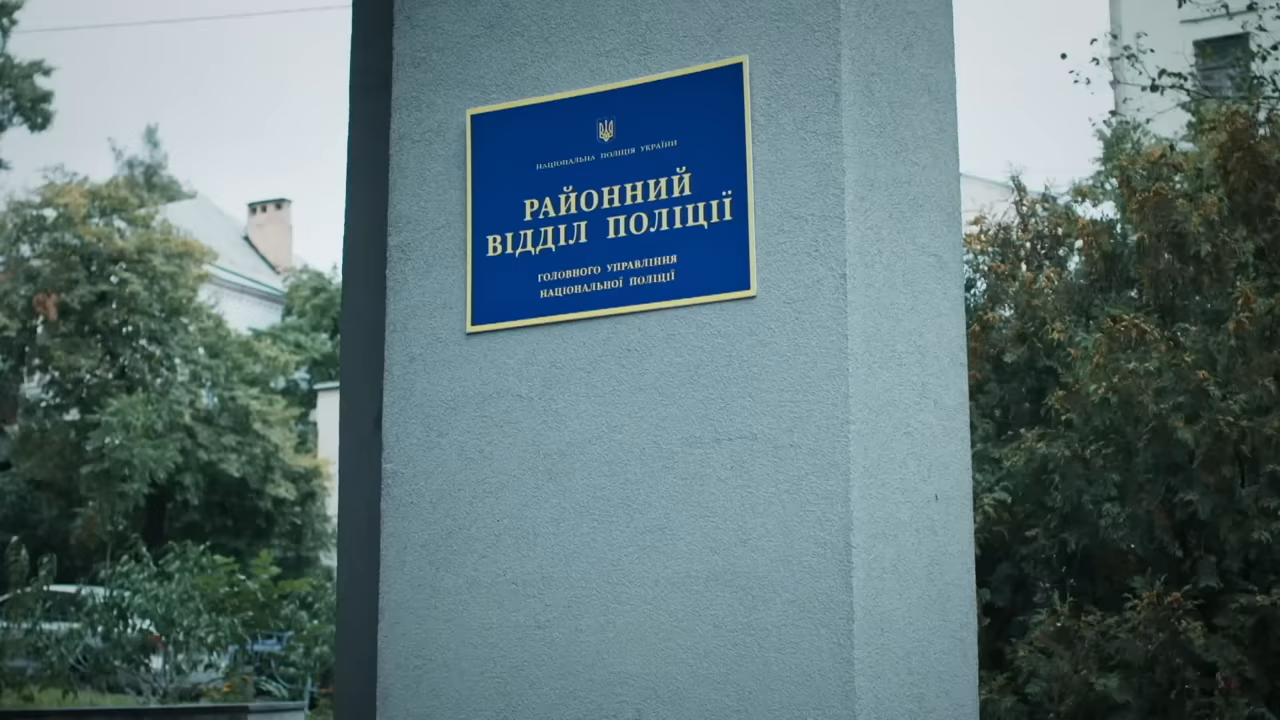 НАЦІОНАЛЬНА ПОЛІЦІЯ УКРАЇНИ
РАЙОННИЙ
ВІДДІЛ ПОЛІЦІЇ
ГОЛОВНОГО УПРАВЛІННЯ
НАЦІОНАЛЬНОЇ ПОЛІЦІЇ